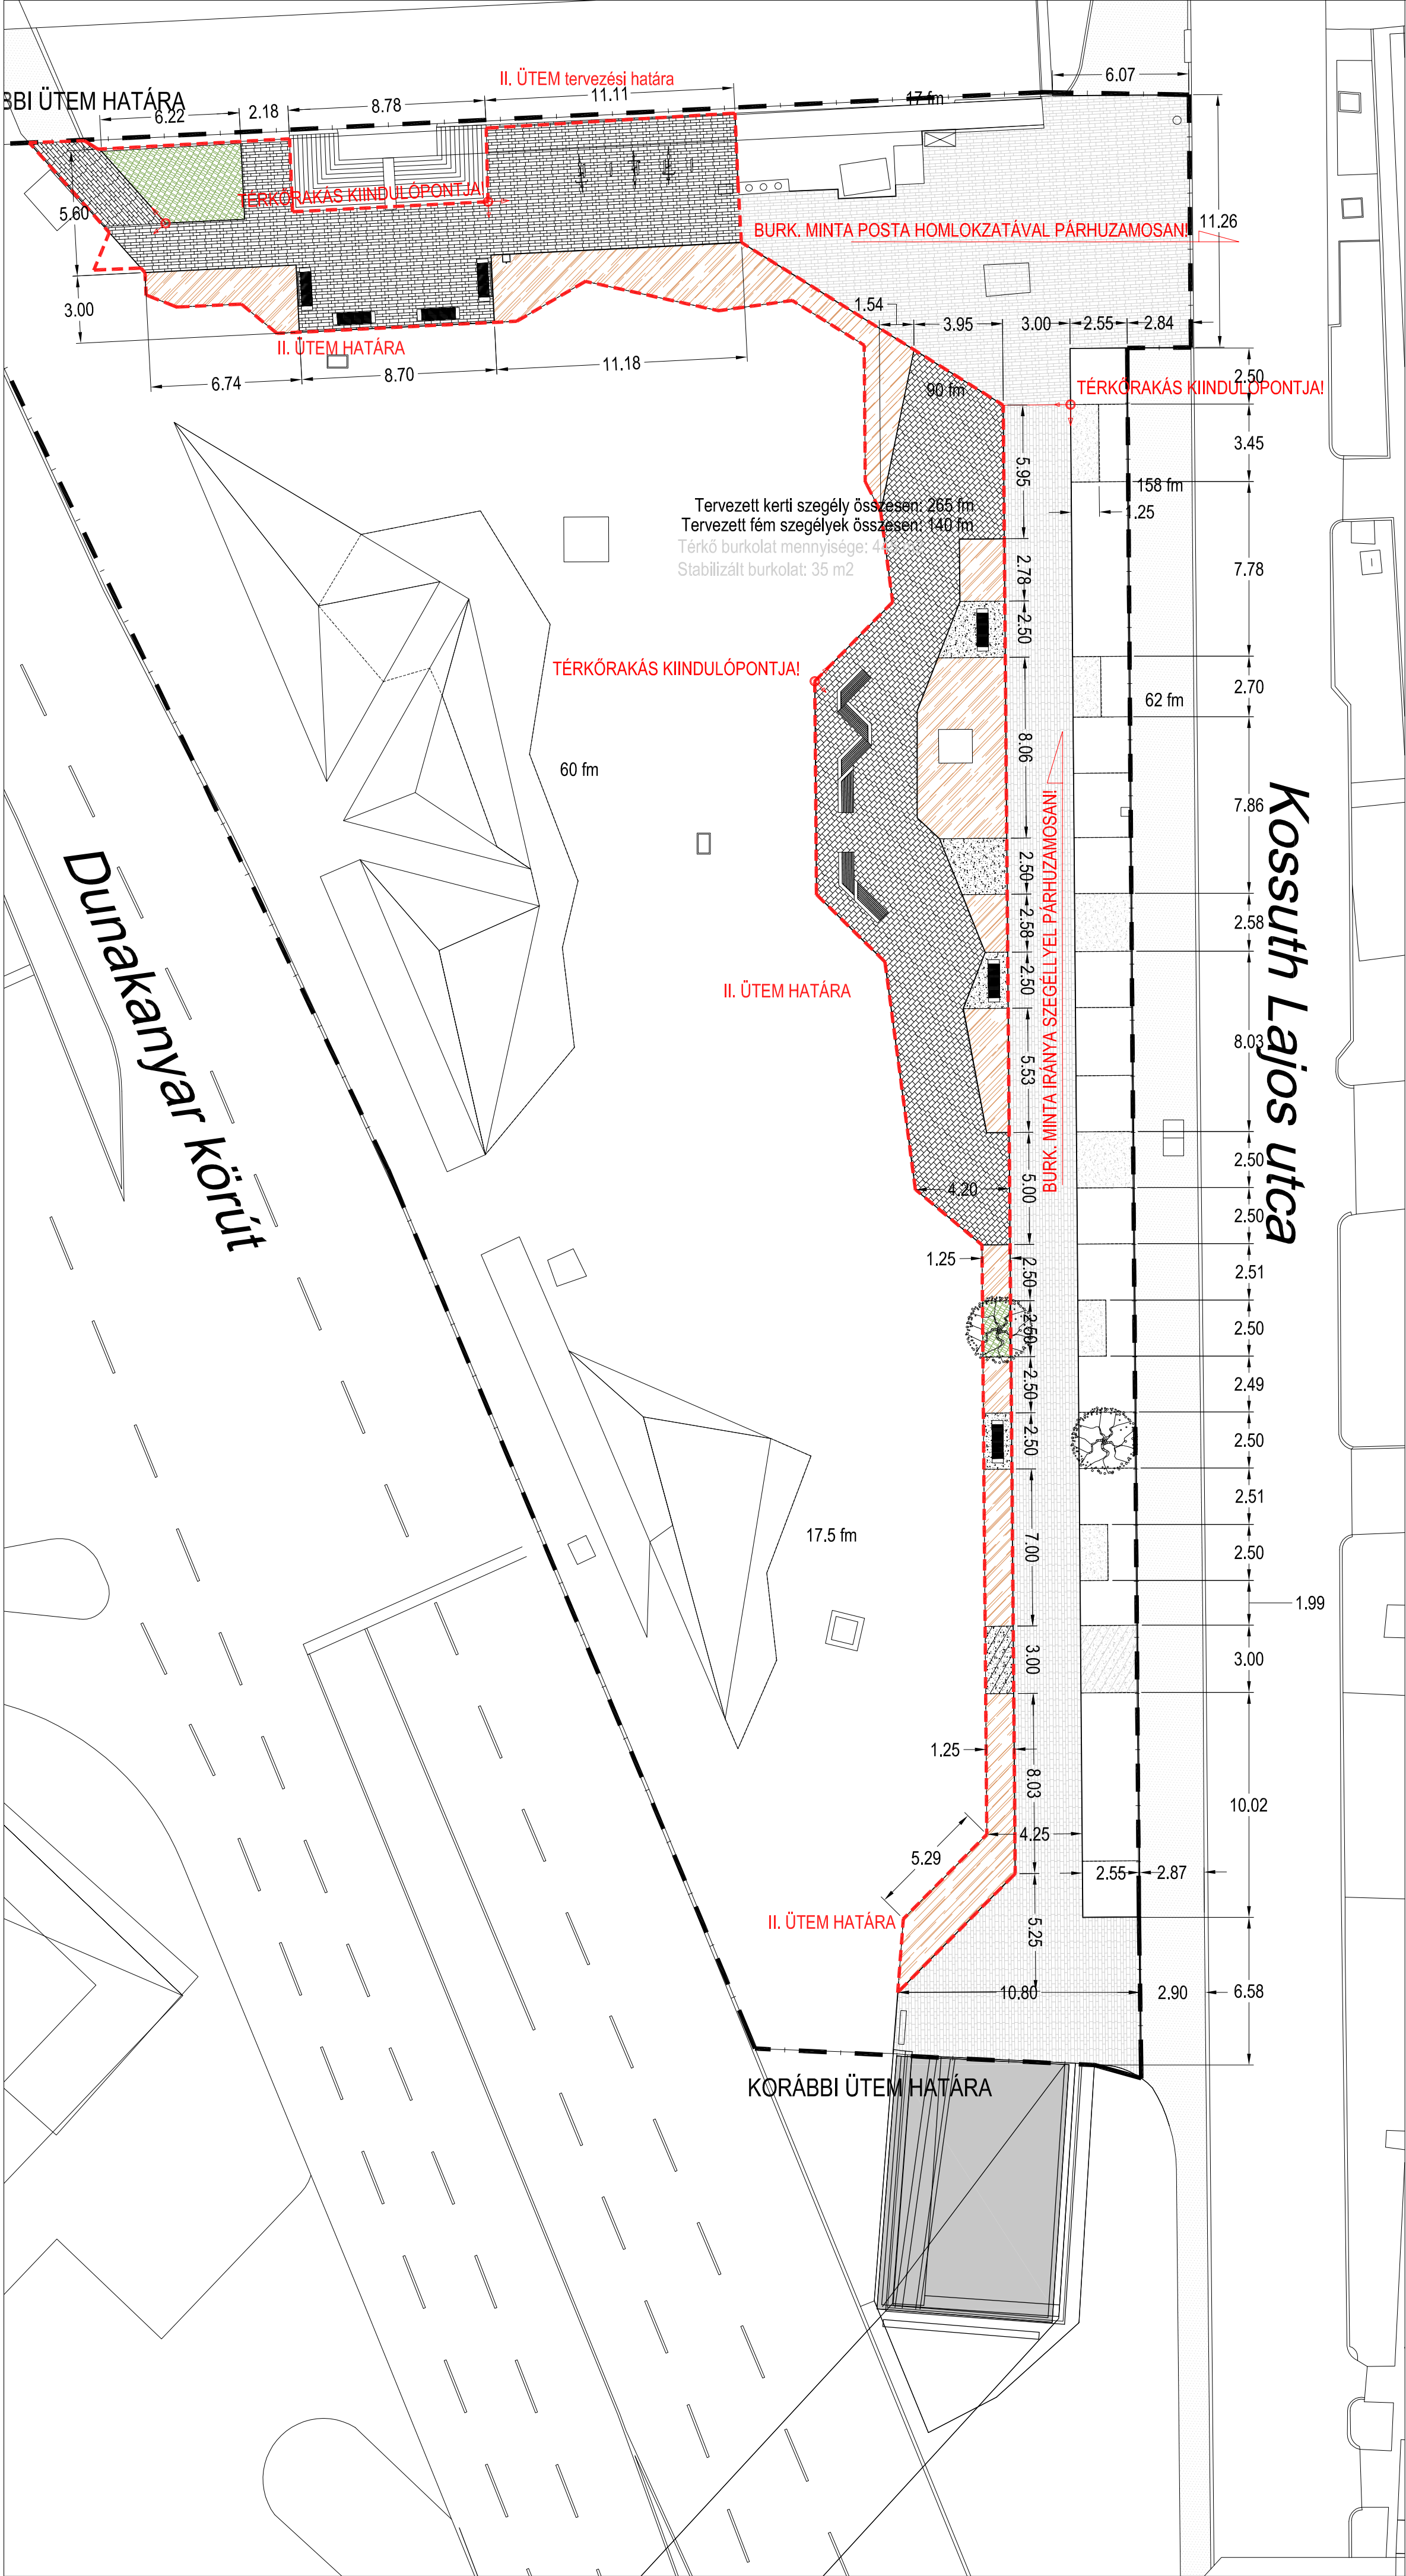 II. ÜTEM tervezési határa
6.07
BBI ÜTEM HATÁRA
6.22
2.18
8.78
11.11
17 fm
TÉRKŐRAKÁS KIINDULÓPONTJA!
5.60
11.26
BURK. MINTA POSTA HOMLOKZATÁVAL PÁRHUZAMOSAN!
3.00
1.54
3.95
3.00
2.55
2.84
II. ÜTEM HATÁRA
6.74
8.70
11.18
2.50
TÉRKŐRAKÁS KIINDULÓPONTJA!
90 fm
3.45
5.95
158 fm
1.25
Tervezett kerti szegély összesen: 265 fm
Tervezett fém szegélyek összesen: 140 fm
Térkő burkolat mennyisége:
Stabilizált burkolat: 35 m2
2.78
7.78
2.50
TÉRKŐRAKÁS KIINDULÓPONTJA!
2.70
62 fm
8.06
60 fm
7.86
2.50
2.58
2.58
2.50
II. ÜTEM HATÁRA
BURK. MINTA IRÁNYA SZEGÉLLYEL PÁRHUZAMOSAN!
Kossuth Lajos utca
Dunakanyar körút
8.03
5.53
2.50
5.00
4.20
2.50
1.25
2.50
2.51
2.50
2.50
2.50
2.49
2.50
2.50
2.51
7.00
17.5 fm
2.50
1.99
3.00
3.00
1.25
8.03
10.02
4.25
5.29
2.55
2.87
II. ÜTEM HATÁRA
5.25
10.80
2.90
6.58
KORÁBBI ÜTEM HATÁRA